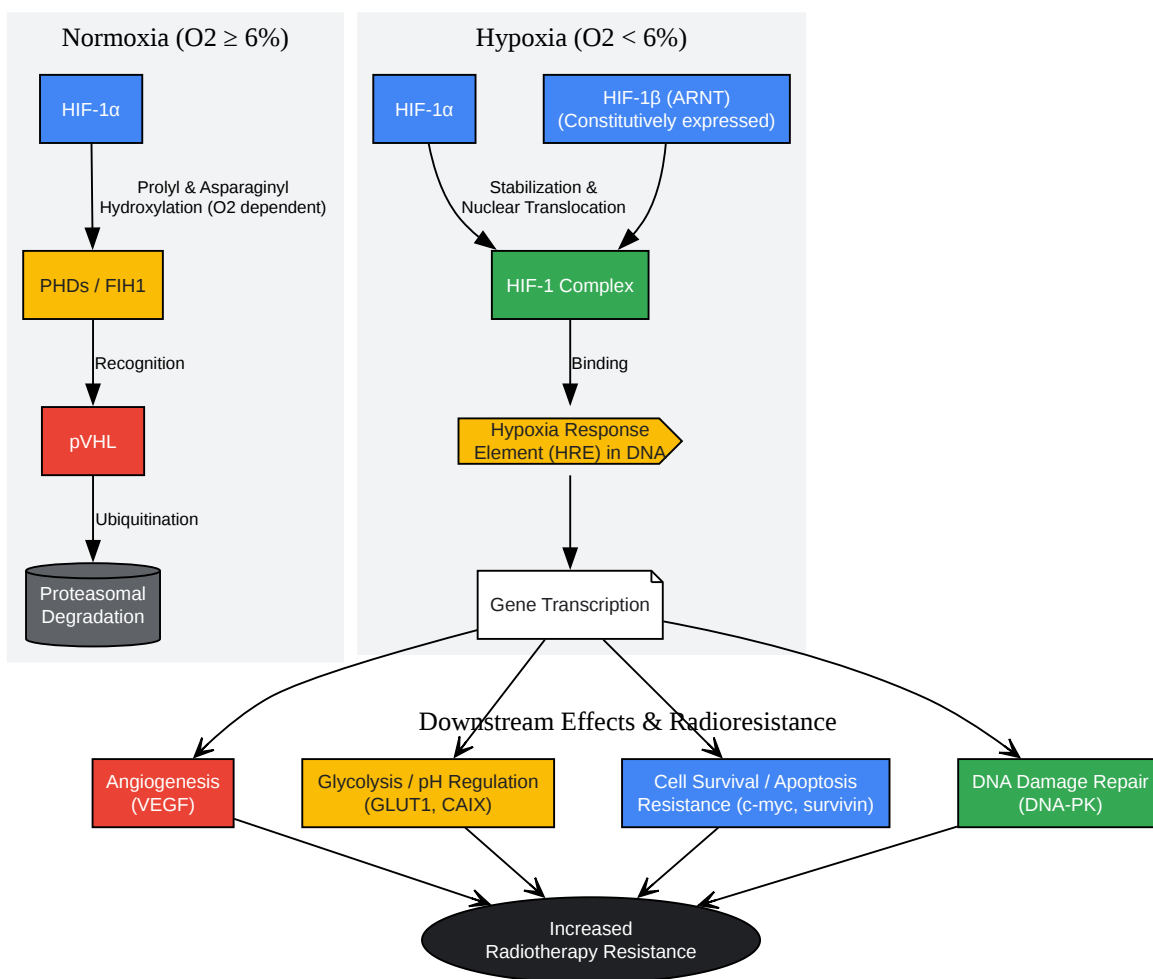 Normoxia (O2 ≥ 6%)
HIF-1α
Prolyl & Asparaginyl
Hydroxylation (O2 dependent)
PHDs / FIH1
Recognition
pVHL
Ubiquitination
Proteasomal
Degradation
Hypoxia (O2 < 6%)
HIF-1α
HIF-1β (ARNT)
(Constitutively expressed)
Stabilization &
Nuclear Translocation
HIF-1 Complex
Binding
Hypoxia Response
Element (HRE) in DNA
Gene Transcription
Downstream Effects & Radioresistance
Angiogenesis
(VEGF)
Glycolysis / pH Regulation
(GLUT1, CAIX)
Cell Survival / Apoptosis
Resistance (c-myc, survivin)
DNA Damage Repair
(DNA-PK)
Increased
Radiotherapy Resistance